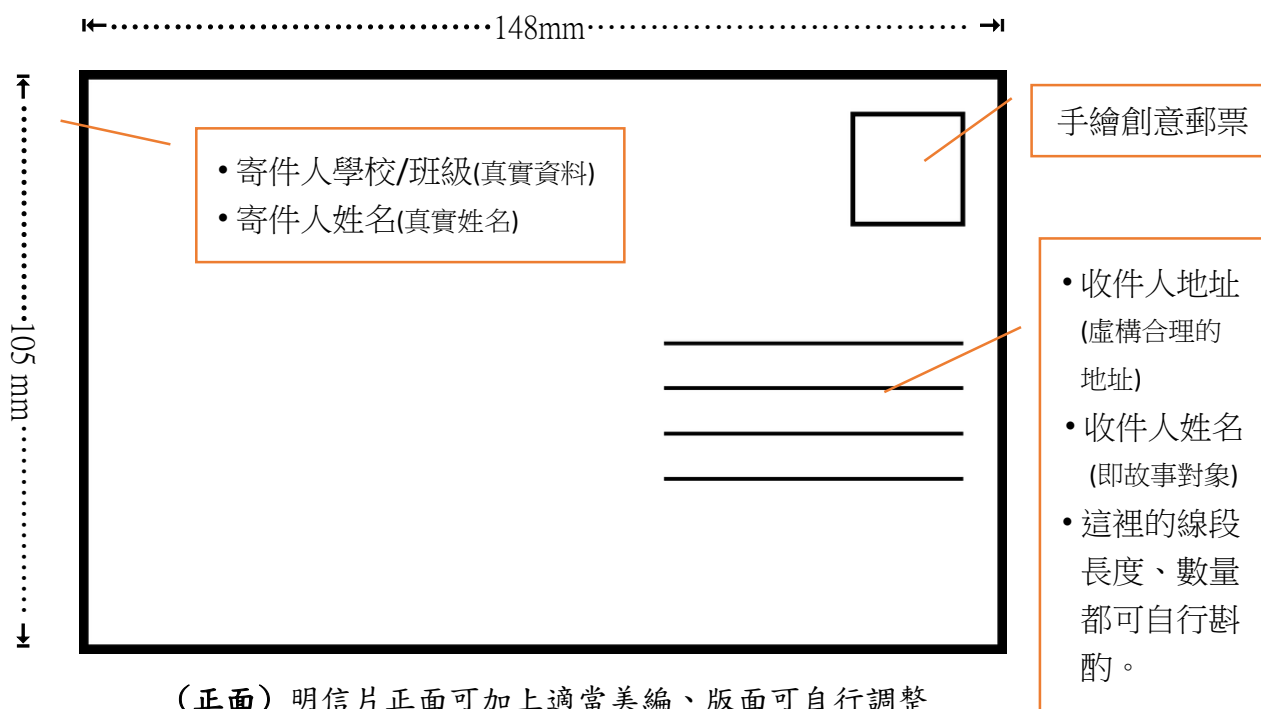 148mm
105 mm
• 寄件人學校/班級(真實資料)
• 寄件人姓名(真實姓名)
手繪創意郵票
• 收件人地址
(虛構合理的
地址)
• 收件人姓名
(即故事對象)
• 這裡的線段
長度、數量
都可自行斟
酌。
（正面）明信片正面可加上適當美編、版面可自行調整